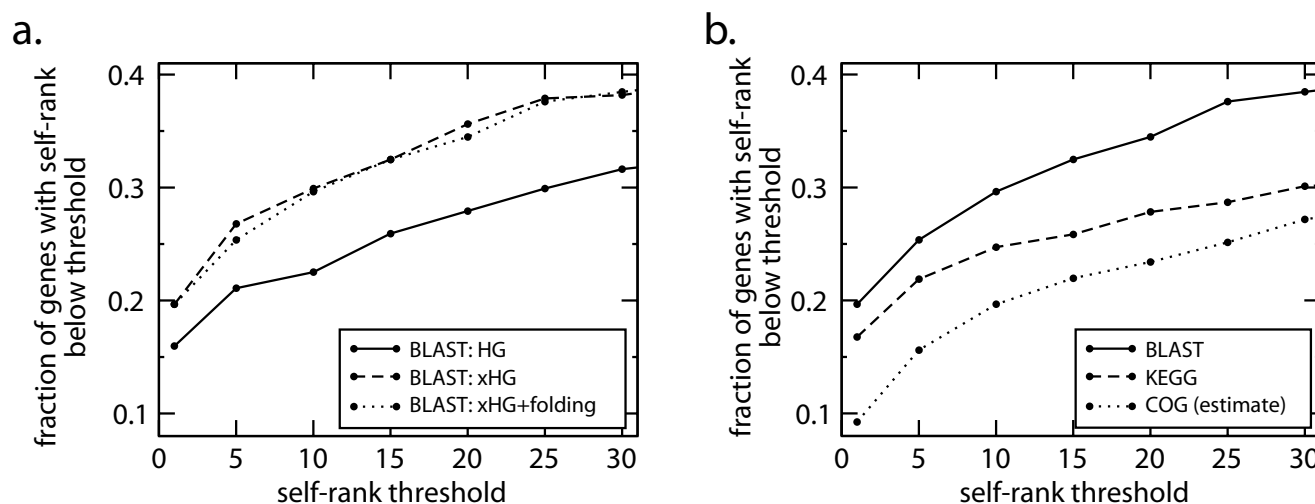 a.
fraction of genes with self-rank
below threshold
0.4
0.3
0.2
0.1
0 5 10 15 20 25 30
self-rank threshold
BLAST: HG
BLAST: xHG
BLAST: xHG+folding
b.
fraction of genes with self-rank
below threshold
0.4
0.3
0.2
0.1
0 5 10 15 20 25 30
self-rank threshold
BLAST
KEGG
COG (estimate)